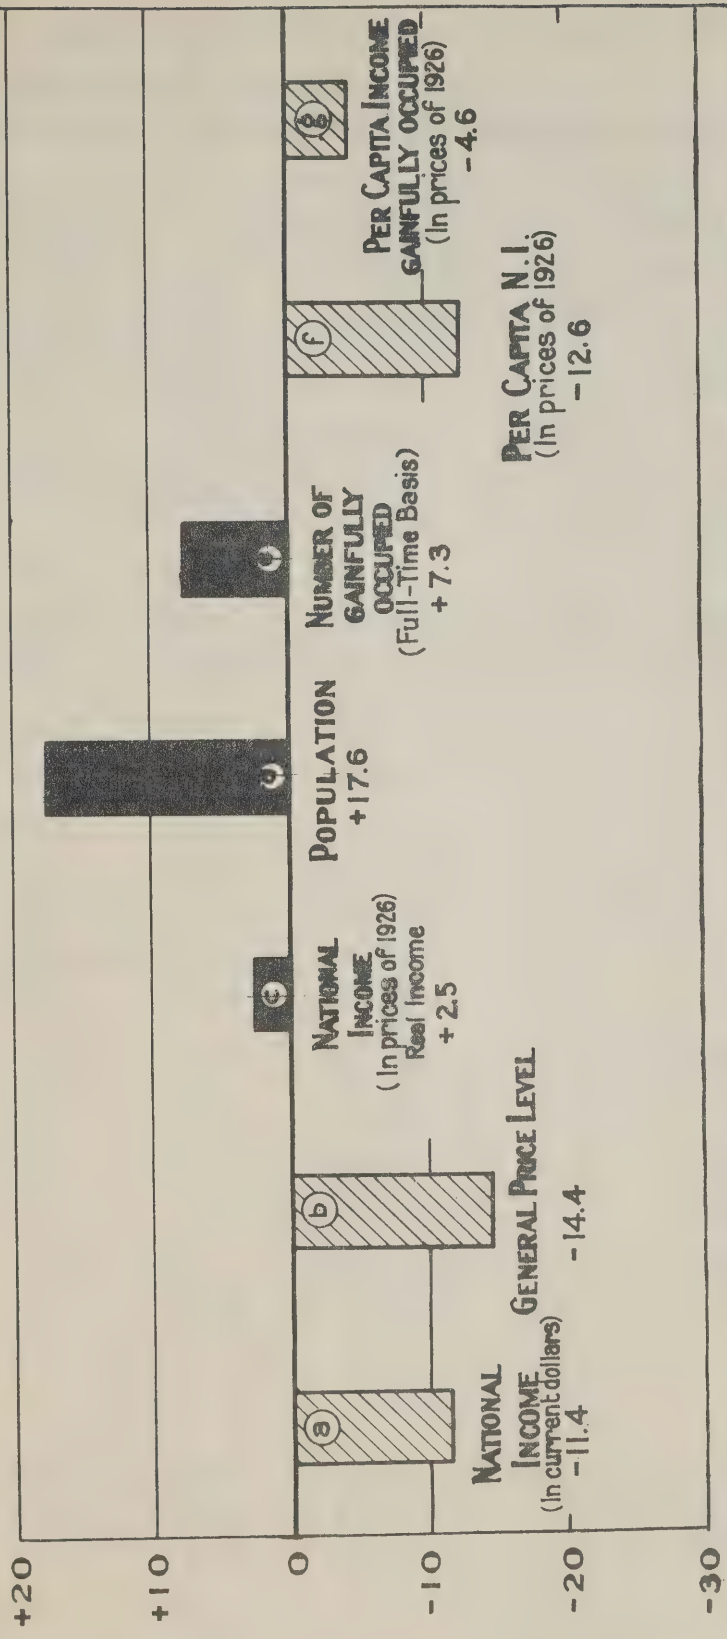 +20
+10
0
-10
-20
-30
a
NATIONAL
INCOME
(In current dollars)
-11.4
b
GENERAL PRICE LEVEL
-14.4
c
NATIONAL
INCOME
(In prices of 1926)
Real Income
+2.5
POPULATION
+17.6
NUMBER OF
GAINFULLY
OCCUPIED
(Full-Time Basis)
+7.3
f
PER CAPITA N.I.
(In prices of 1926)
-12.6
g
PER CAPITA INCOME
GAINFULLY OCCUPIED
(In prices of 1926)
-4.6